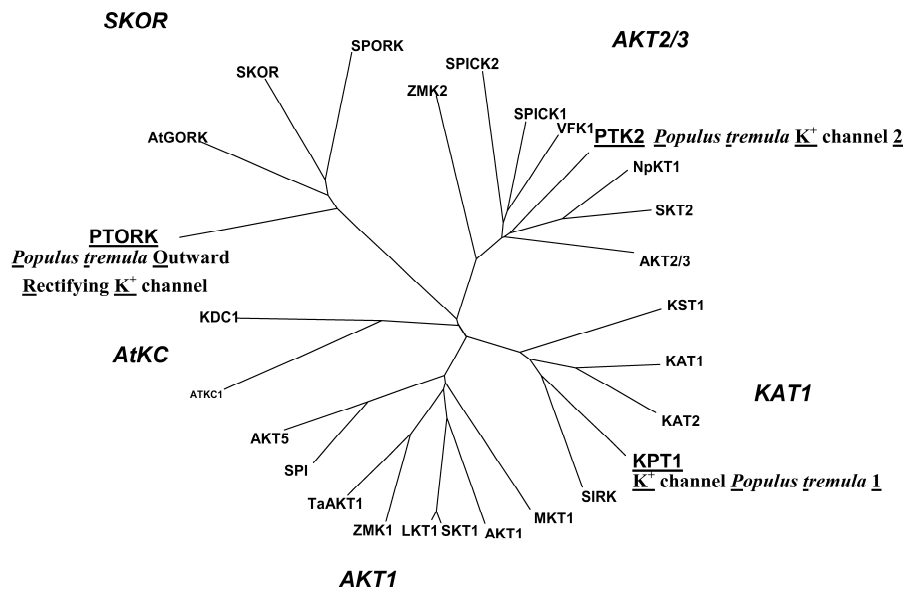 SKOR
SPORK
SKOR
AtGORK
PTORK
Populus tremula Outward
Rectifying K+ channel
AKT2/3
SPICK2
ZMK2
SPICK1
VFK1
PTK2 Populus tremula K+ channel 2
NpKT1
SKT2
AKT2/3
KDC1
AtKC
ATKC1
KST1
KAT1
KAT1
KAT2
KPT1
K+ channel Populus tremula 1
SIRK
AKT5
SPI
TaAKT1
ZMK1
LKT1
SKT1
AKT1
MKT1
AKT1